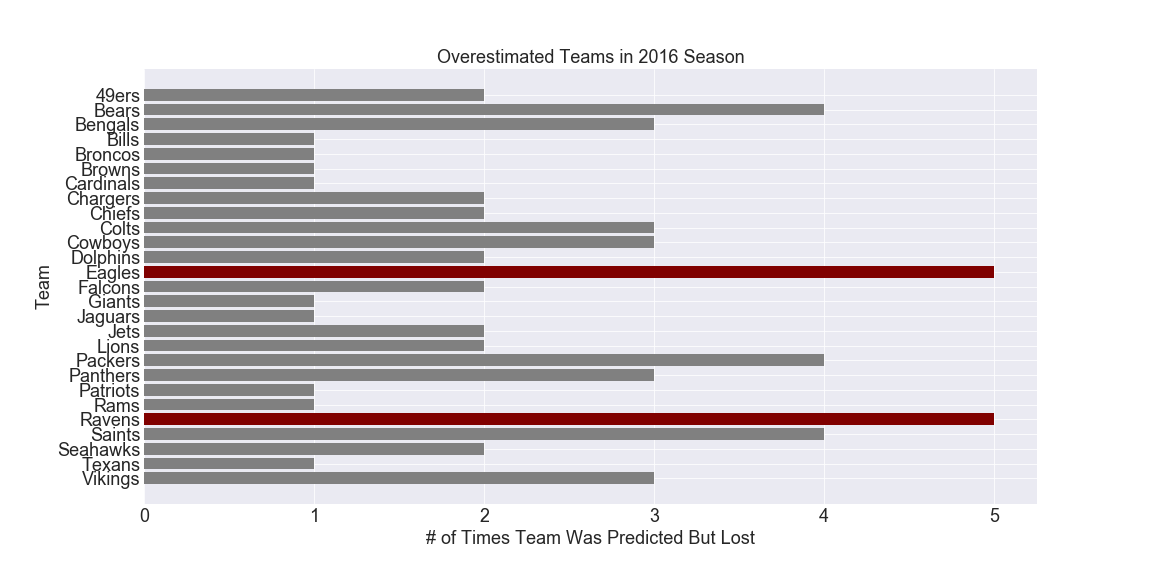 Overestimated Teams in 2016 Season
49ers
Bears
Bengals
Bills
Broncos
Browns
Cardinals
Chargers
Chiefs
Colts
Cowboys
Dolphins
Eagles
Falcons
Giants
Jaguars
Jets
Lions
Packers
Panthers
Patriots
Rams
Ravens
Saints
Seahawks
Texans
Vikings
Team
0 1 2 3 4 5
# of Times Team Was Predicted But Lost